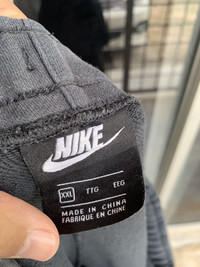 NIKE
XXL TTG EEG
MADE IN CHINA
FABRIQUÉ EN CHINE